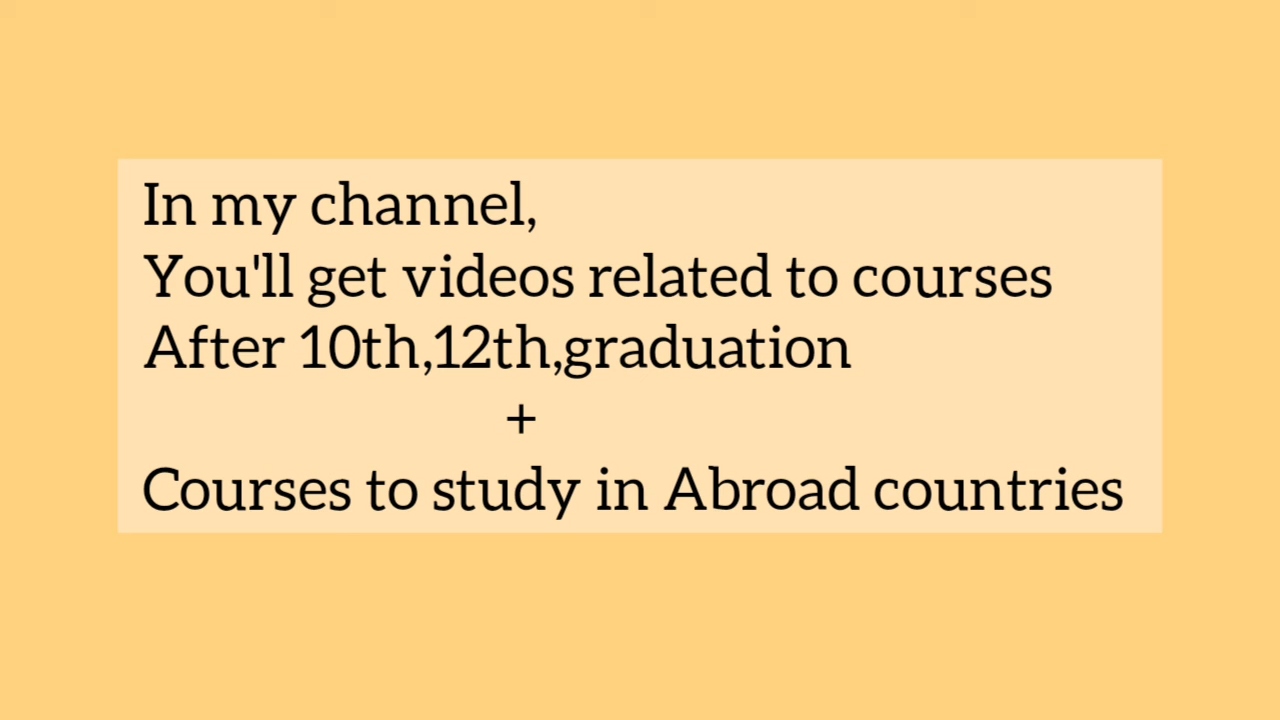 In my channel,
You'll get videos related to courses
After 10th,12th,graduation
+
Courses to study in Abroad countries